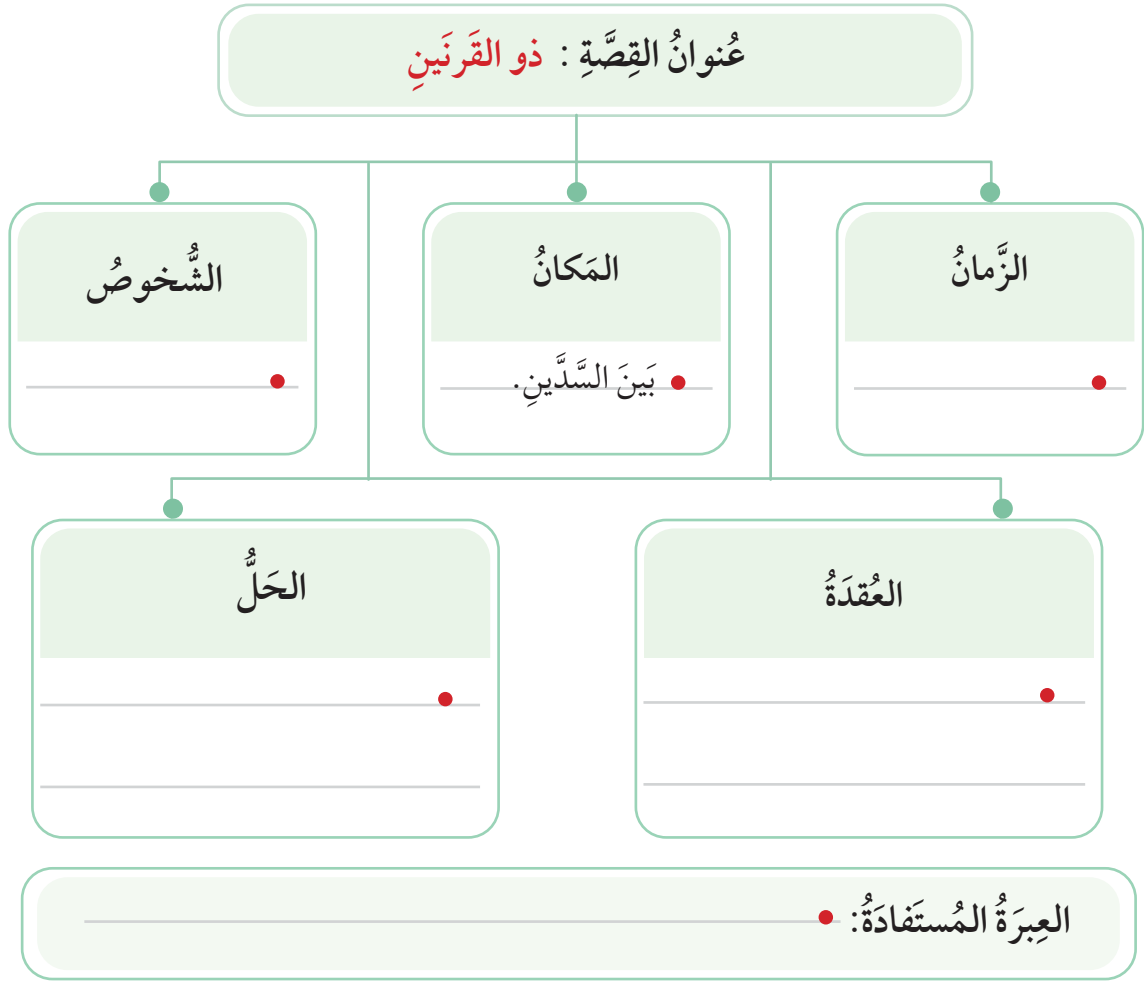 عُنوانُ القِصَّةِ : ذو القَرنَينِ
الزَّمانُ
المَكانُ
بَينَ السَّدَّينِ.
الشُّخوصُ
العُقدَةُ
الحَلُّ
العِبرَةُ المُستَفادَةُ: